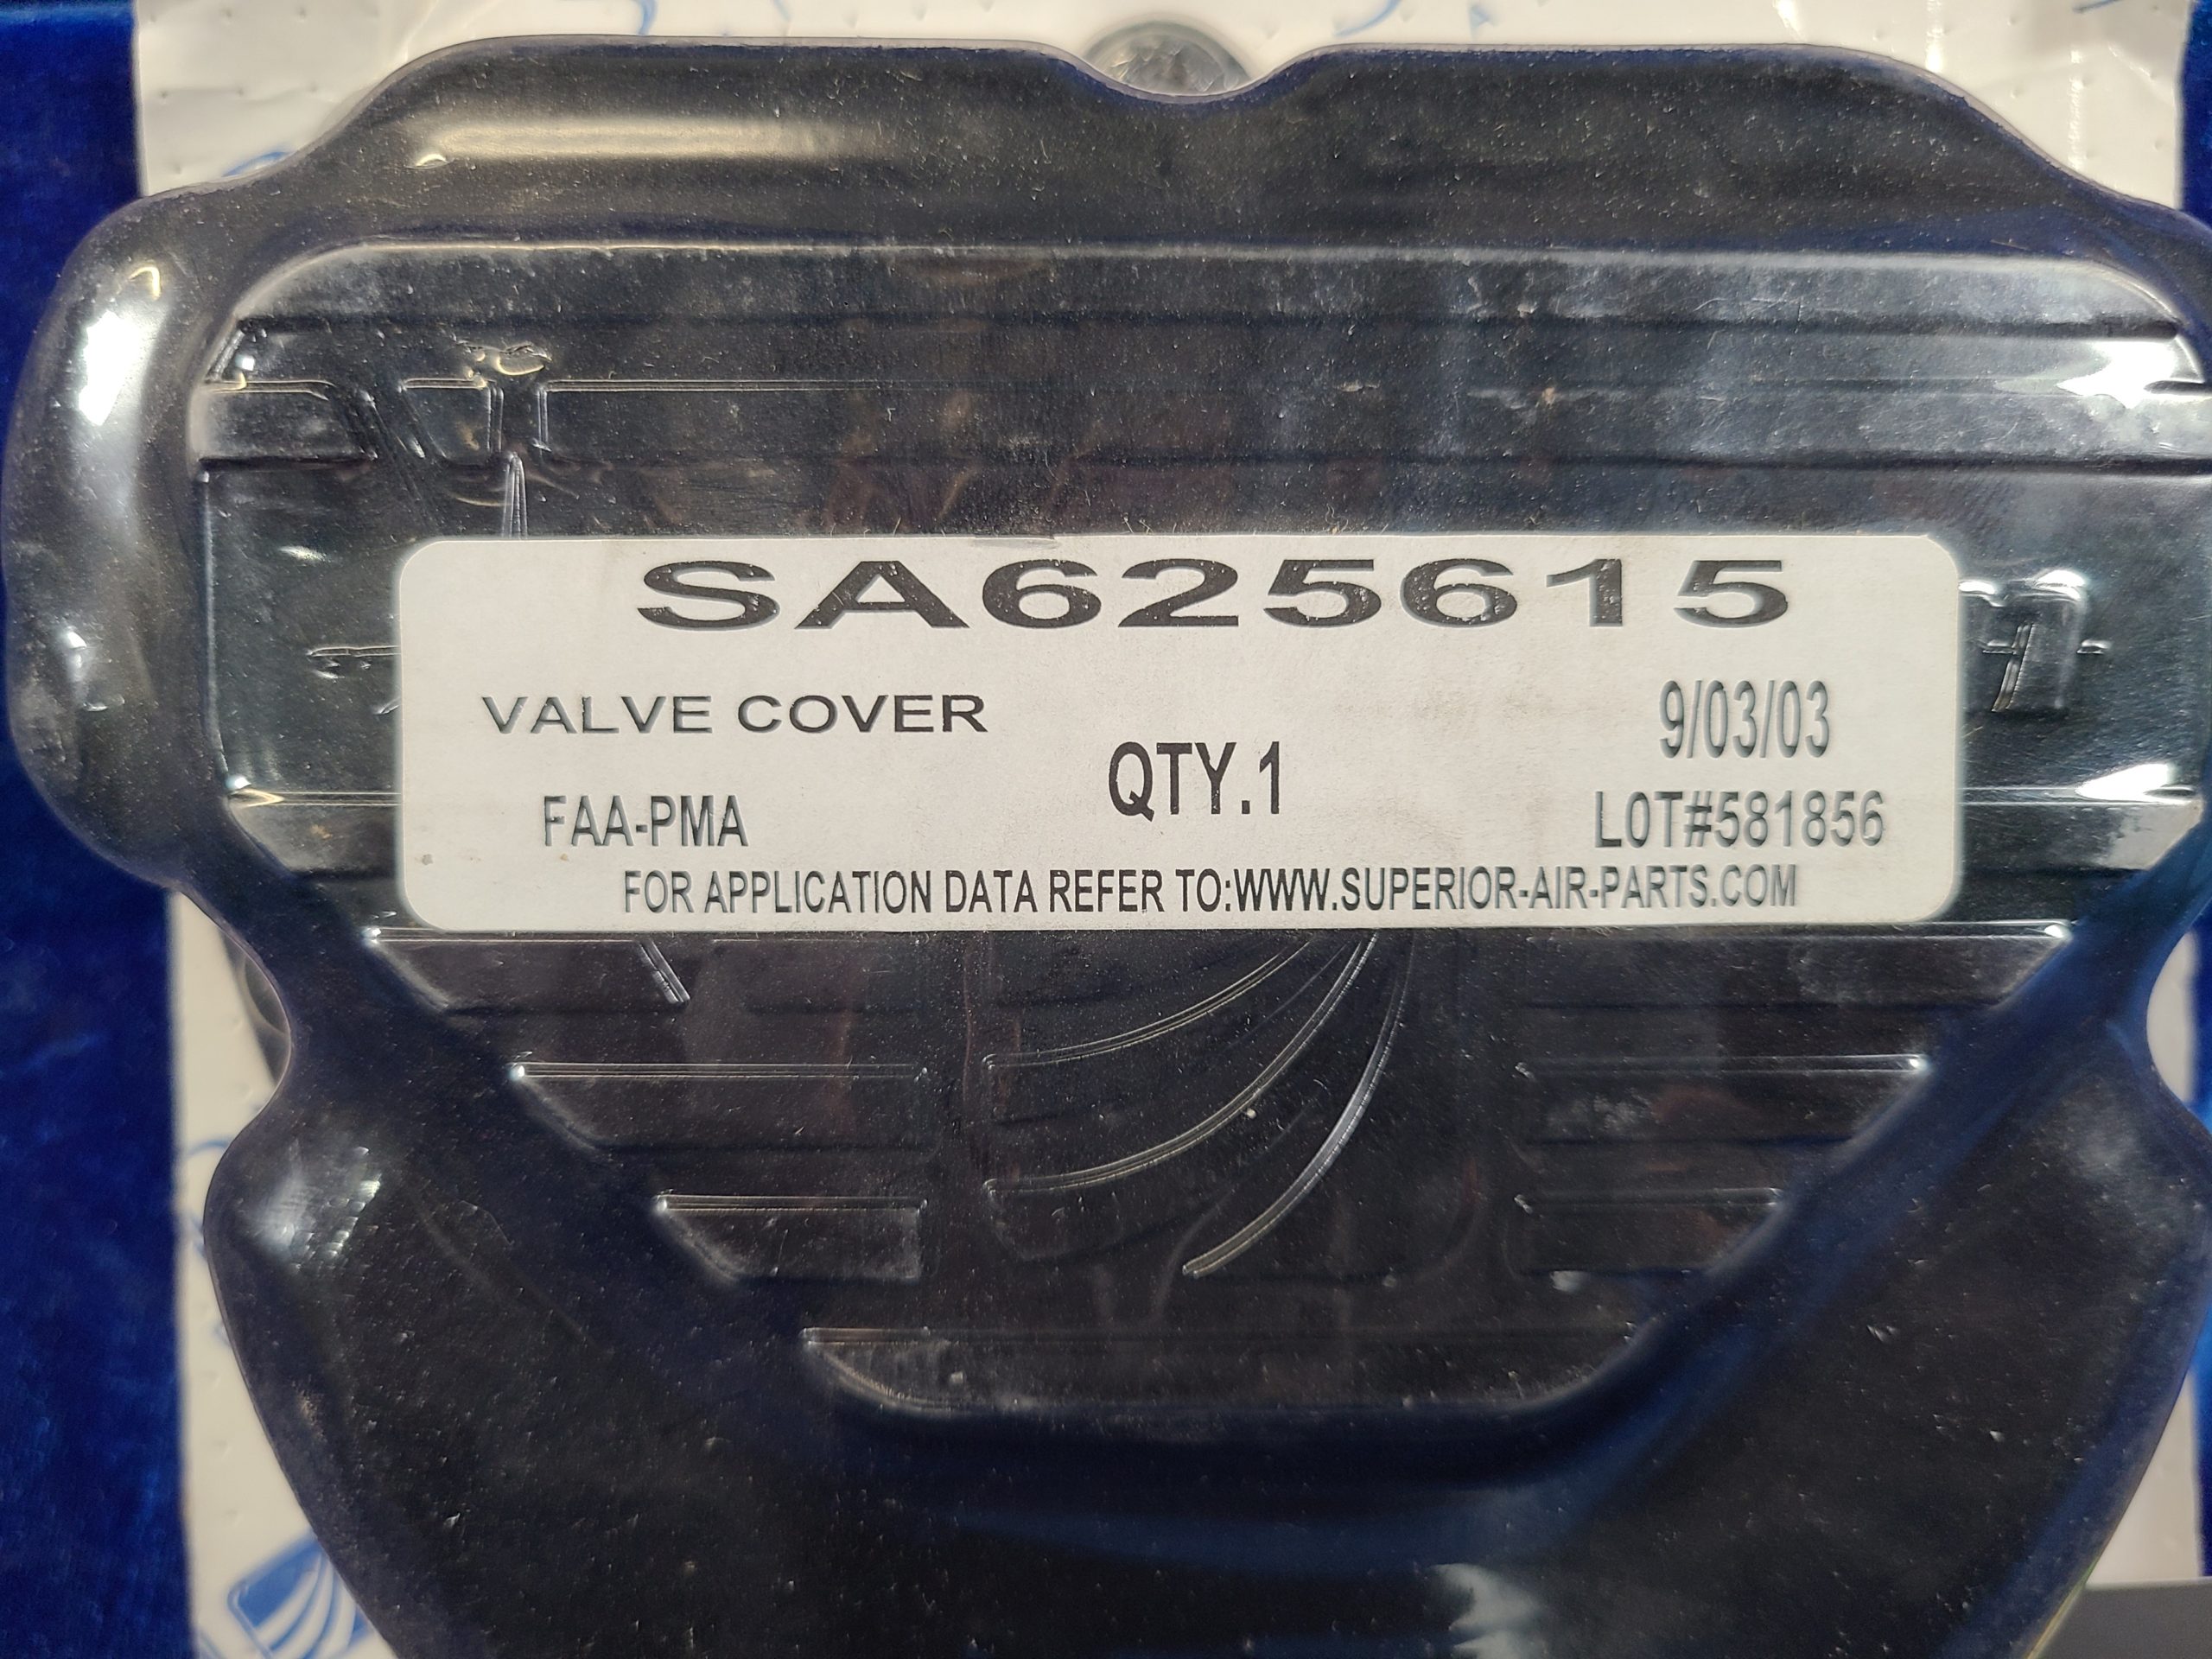 SA625615
VALVE COVER
9/03/03
QTY.1
FAA-PMA
LOT#581856
FOR APPLICATION DATA REFER TO:WWW.SUPERIOR-AIR-PARTS.COM